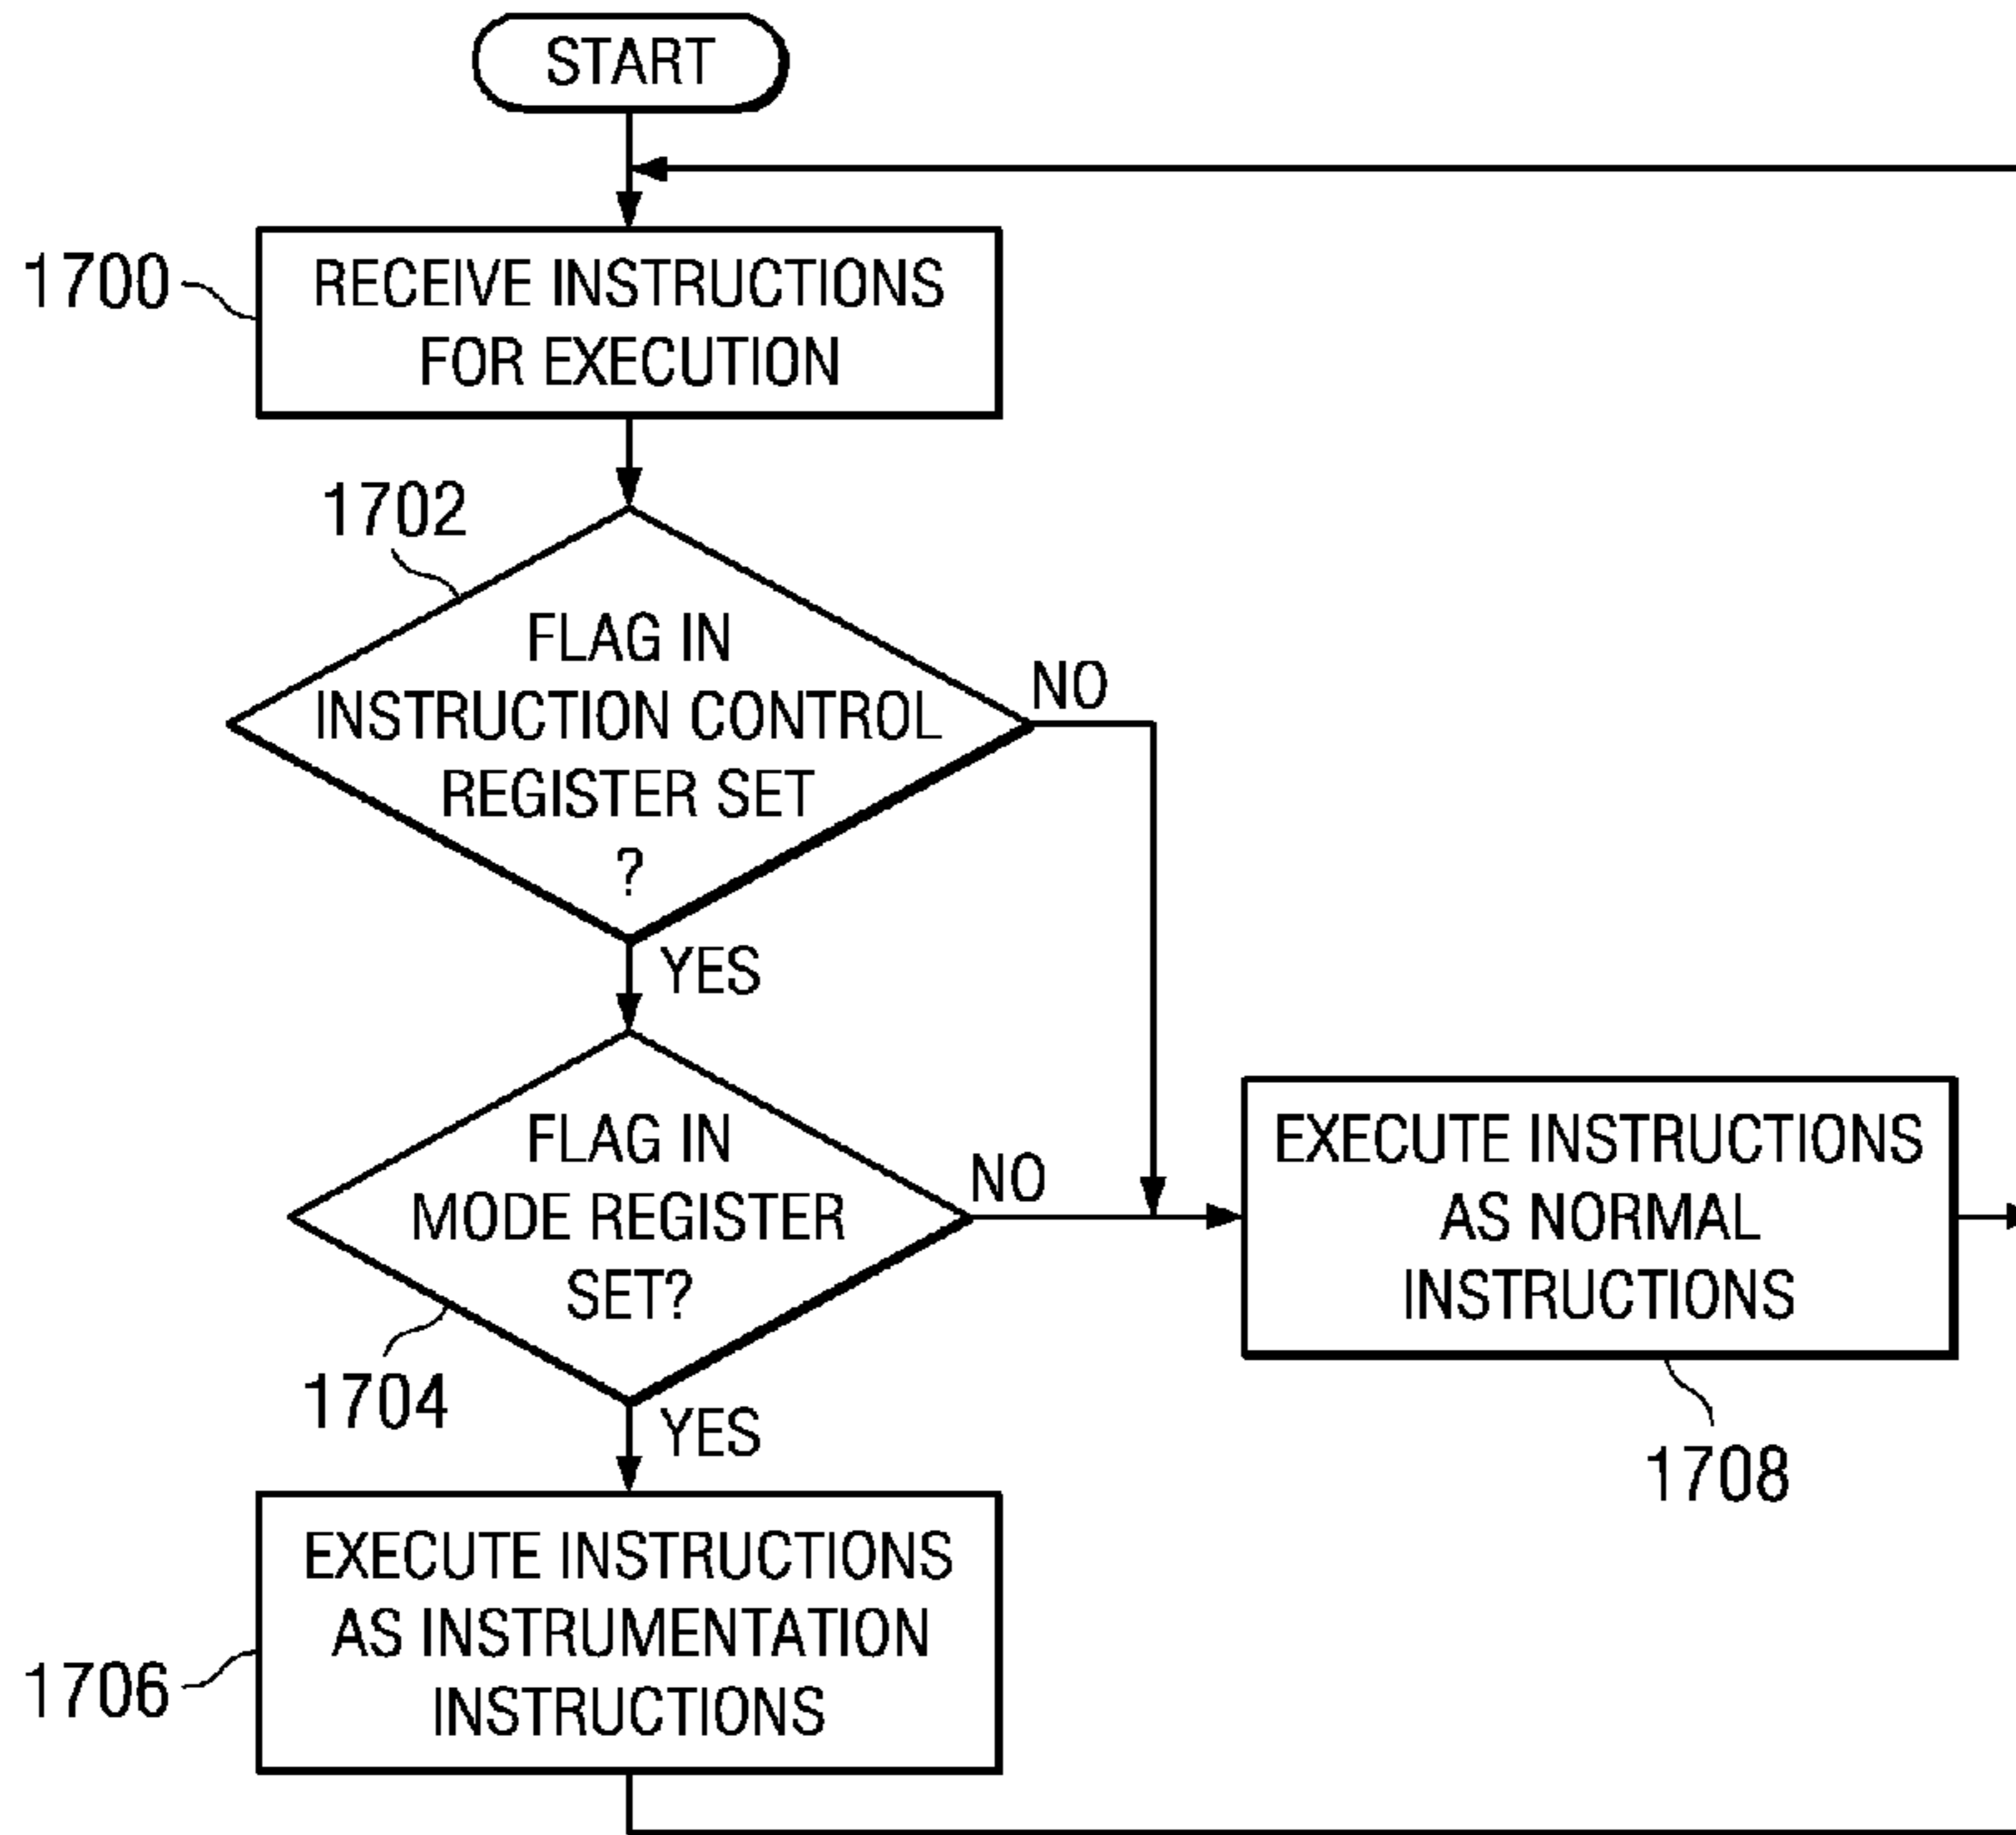 START
1700
RECEIVE INSTRUCTIONS
FOR EXECUTION
1702
FLAG IN
INSTRUCTION CONTROL
REGISTER SET
?
NO
YES
FLAG IN
MODE REGISTER
SET?
NO
1704
YES
EXECUTE INSTRUCTIONS
AS NORMAL
INSTRUCTIONS
1708
EXECUTE INSTRUCTIONS
AS INSTRUMENTATION
INSTRUCTIONS
1706